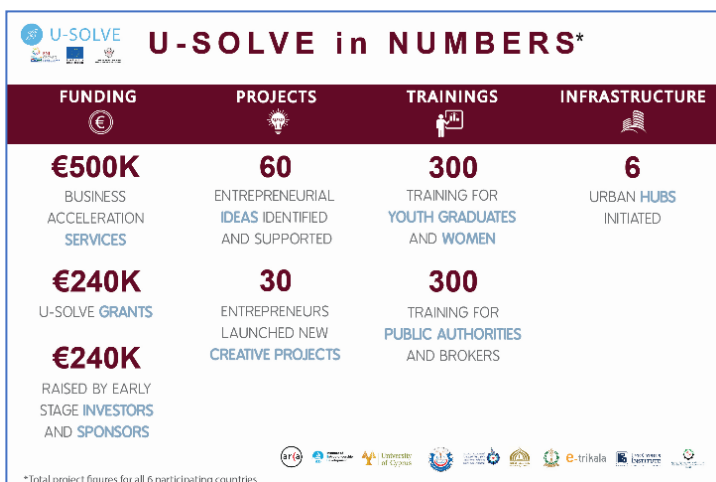 U-SOLVE
U-SOLVE in NUMBERS*
FUNDING
PROJECTS
TRAININGS
INFRASTRUCTURE
€500K
BUSINESS
ACCELERATION
SERVICES
€240K
U-SOLVE GRANTS
€240K
RAISED BY EARLY
STAGE INVESTORS
AND SPONSORS
60
ENTREPRENEURIAL
IDEAS IDENTIFIED
AND SUPPORTED
30
ENTREPRENEURS
LAUNCHED NEW
CREATIVE PROJECTS
300
TRAINING FOR
YOUTH GRADUATES
AND WOMEN
300
TRAINING FOR
PUBLIC AUTHORITIES
AND BROKERS
6
URBAN HUBS
INITIATED
University
of Cyprus
e-trikala
*Total project figures for all 6 participating countries